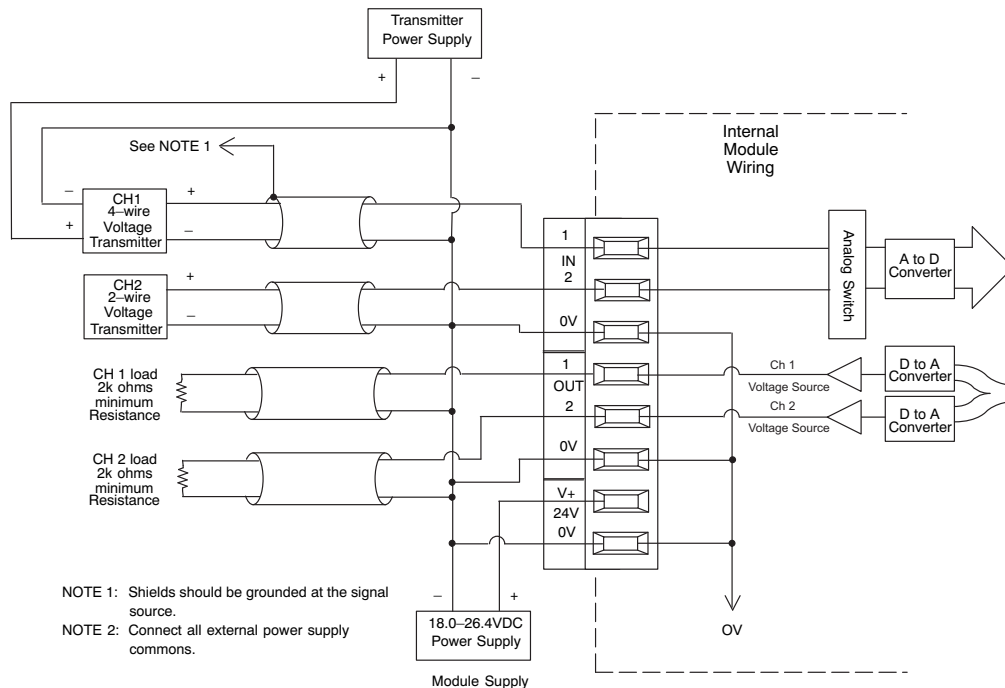 Transmitter
Power Supply
+
–
See NOTE 1
Internal
Module
Wiring
–
+
CH1
4–wire
Voltage
Transmitter
+
–
1
IN
2
Analog Switch
A to D
Converter
CH2
2–wire
Voltage
Transmitter
+
–
0V
CH 1 load
2k ohms
minimum
Resistance
1
OUT
2
Ch 1
Voltage Source
D to A
Converter
Ch 2
Voltage Source
D to A
Converter
CH 2 load
2k ohms
minimum
Resistance
0V
V+
24V
0V
NOTE 1: Shields should be grounded at the signal
source.
NOTE 2: Connect all external power supply
commons.
–
+
18.0–26.4VDC
Power Supply
Module Supply
OV